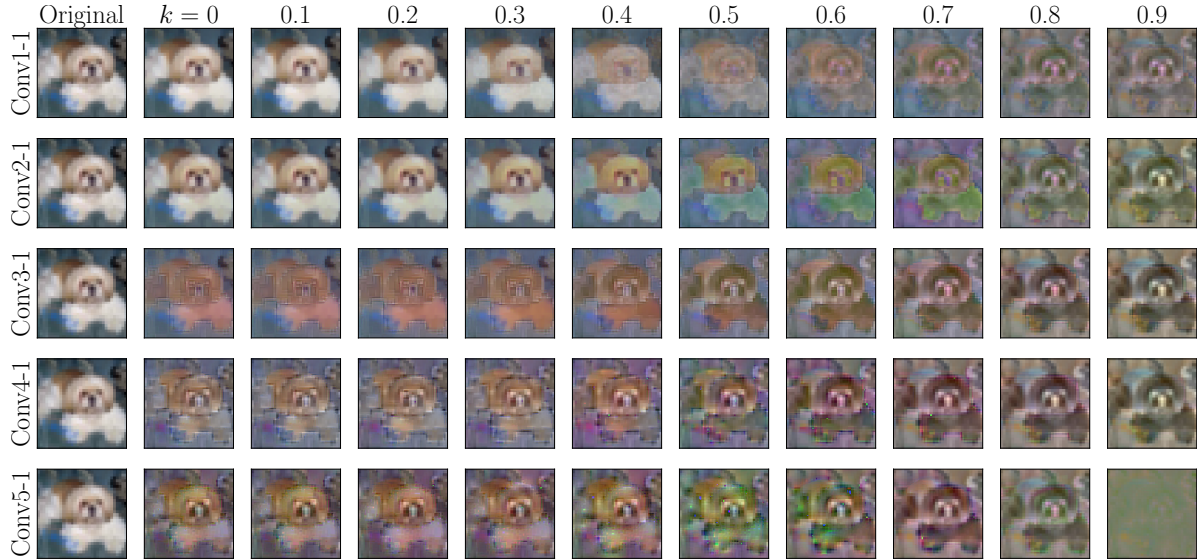 Original k = 0 0.1 0.2 0.3 0.4 0.5 0.6 0.7 0.8 0.9
Conv1-1
Conv2-1
Conv3-1
Conv4-1
Conv5-1